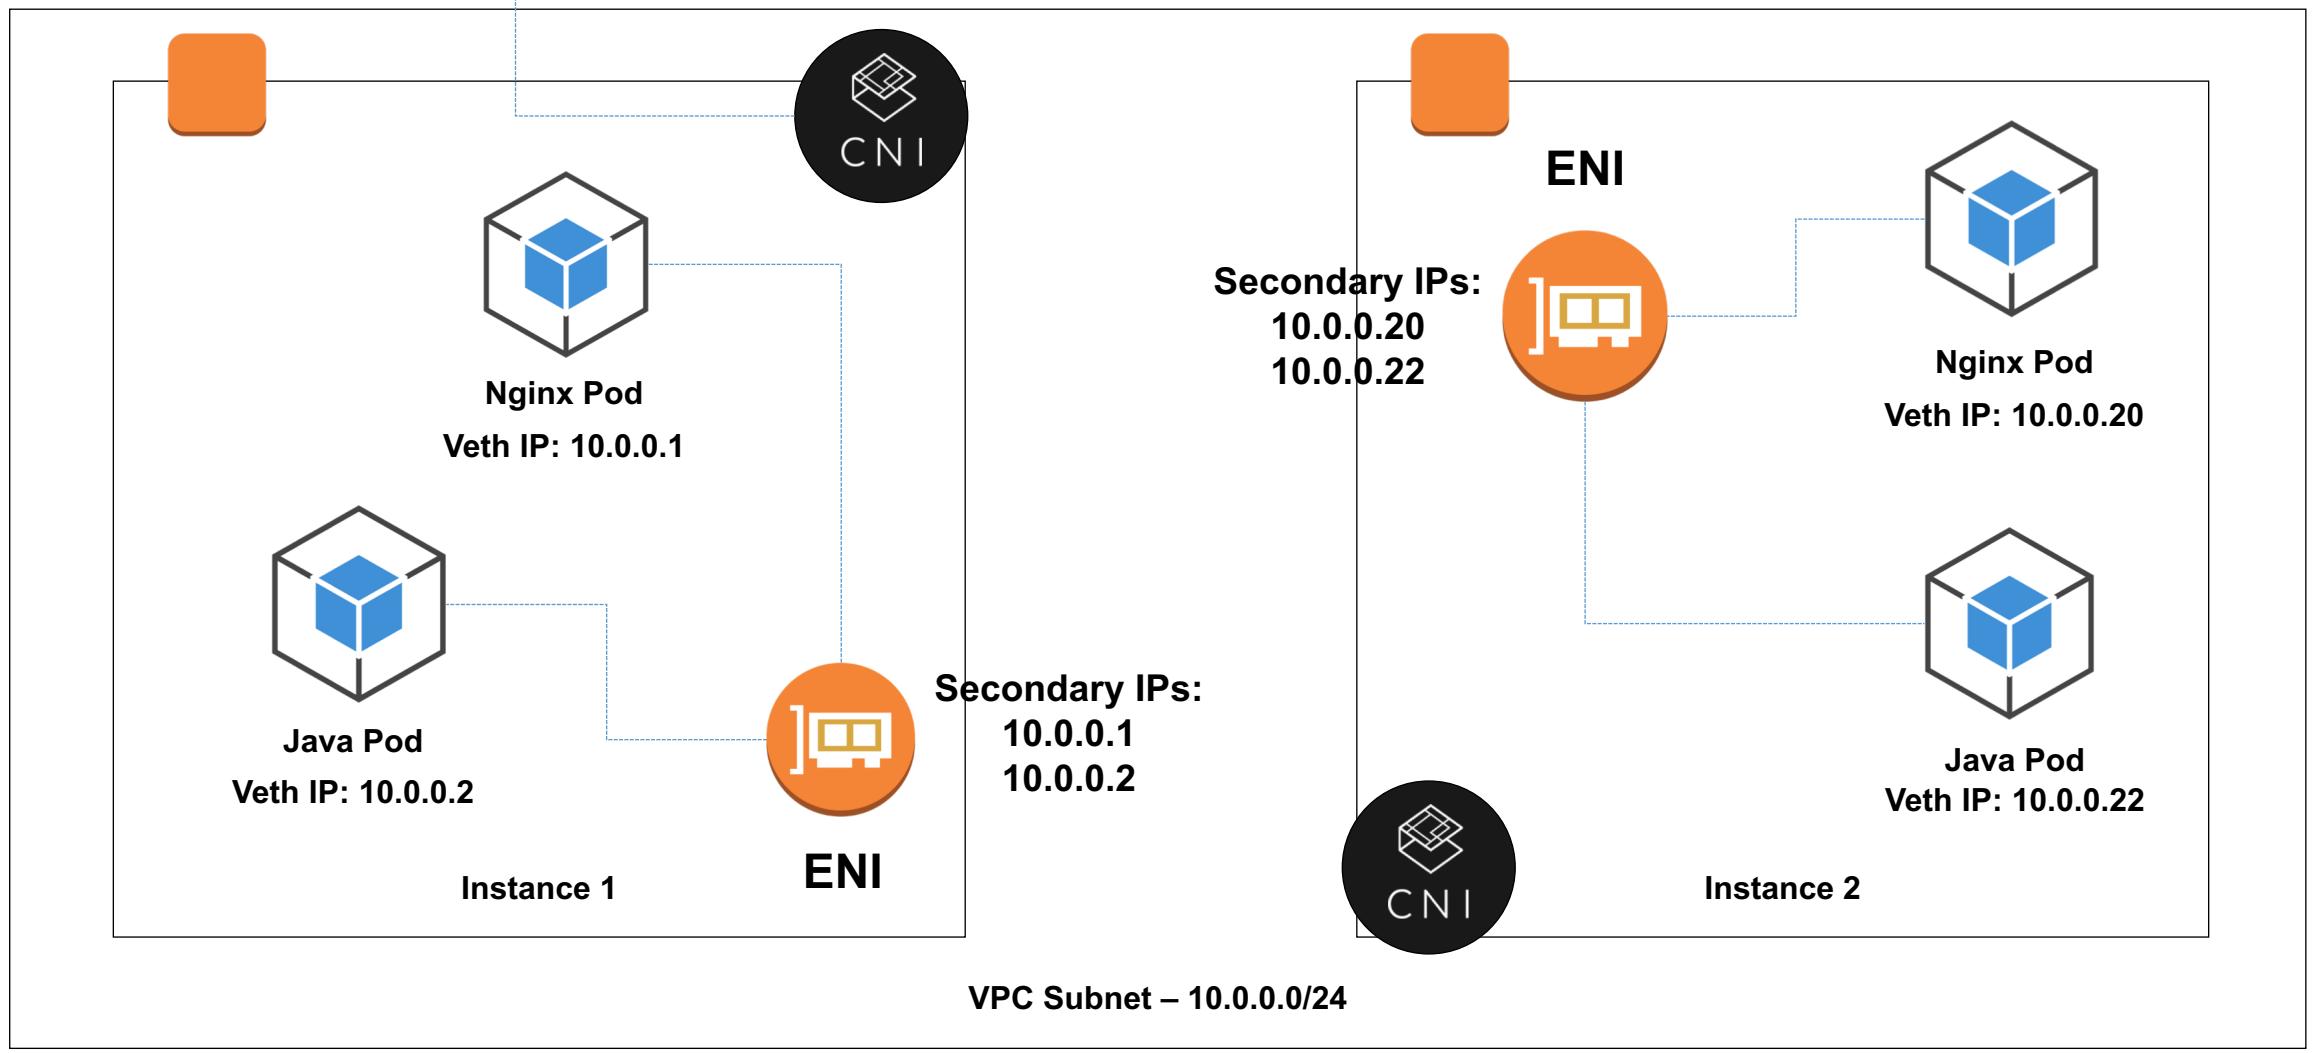 CNI
Nginx Pod
Veth IP: 10.0.0.1
Java Pod
Veth IP: 10.0.0.2
Secondary IPs:
10.0.0.1
10.0.0.2
ENI
Instance 1
ENI
Secondary IPs:
10.0.0.20
10.0.0.22
Nginx Pod
Veth IP: 10.0.0.20
Java Pod
Veth IP: 10.0.0.22
CNI
Instance 2
VPC Subnet – 10.0.0.0/24